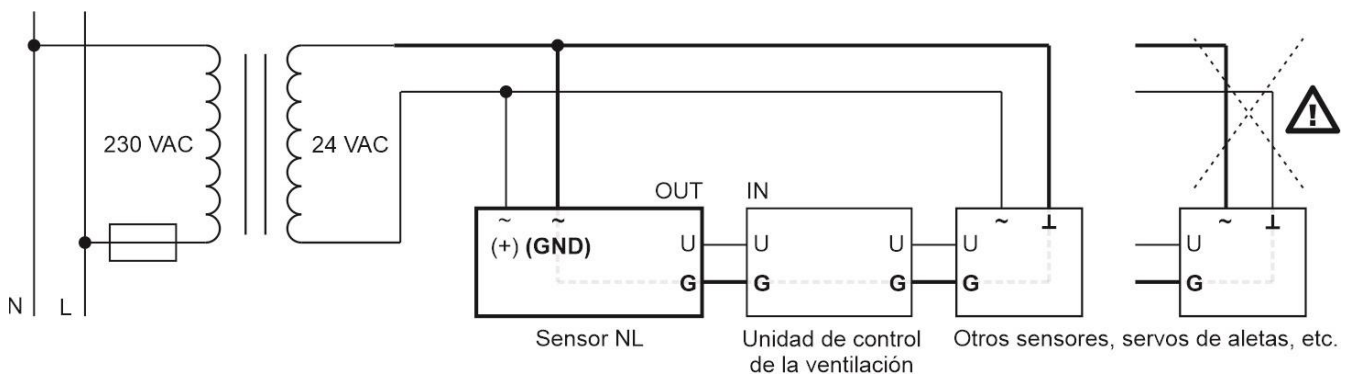 230 VAC
24 VAC
OUT IN
~ ~ ~ ⊥ ~ ⊥
(+) (GND)
U U U U U
G G G G G
N L
Sensor NL
Unidad de control
de la ventilación
Otros sensores, servos de aletas, etc.
!